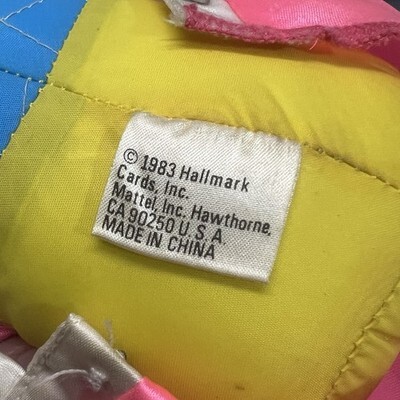 © 1983 Hallmark
Cards, Inc.
Mattel, Inc. Hawthorne,
CA 90250 U.S.A.
MADE IN CHINA